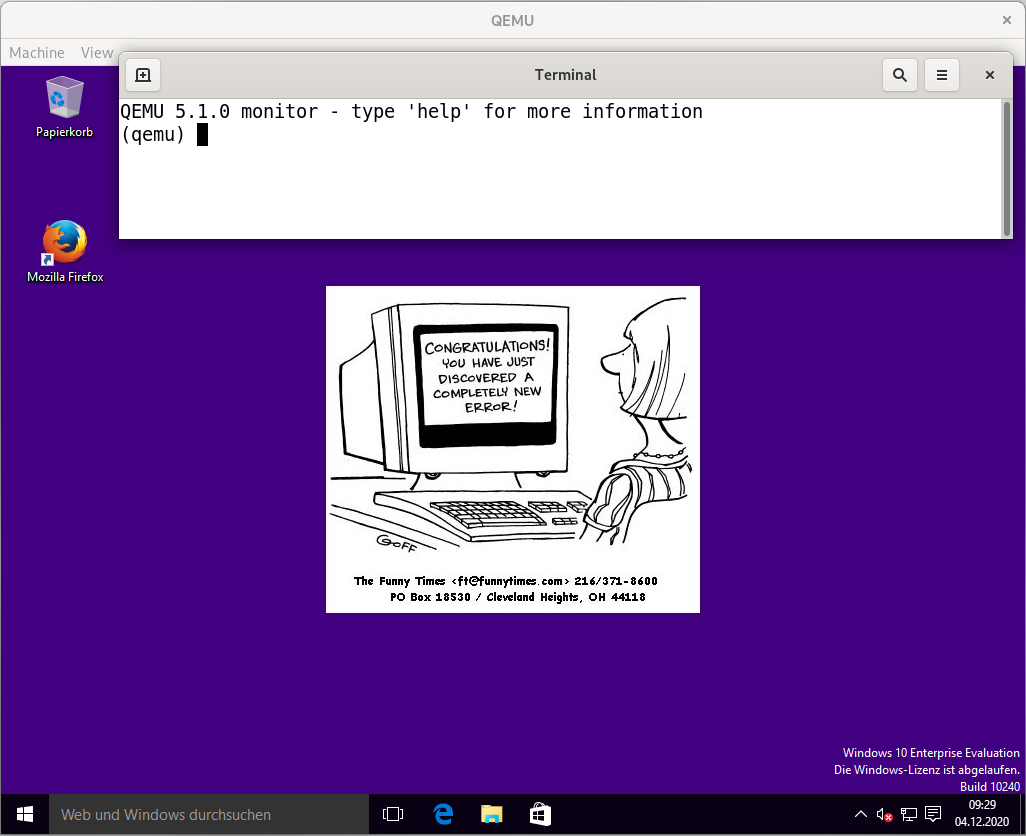 QEMU
Machine View
Terminal
QEMU 5.1.0 monitor - type 'help' for more information
(qemu)
Papierkorb
Mozilla Firefox
CONGRATULATIONS!
YOU HAVE JUST
DISCOVERED A
COMPLETELY NEW
ERROR!
GOFF
The Funny Times <ft@funnytimes.com> 216/371-8600
PO Box 18530 / Cleveland Heights, OH 44118
Windows 10 Enterprise Evaluation
Die Windows-Lizenz ist abgelaufen.
Build 10240
Web und Windows durchsuchen
09:29
04.12.2020